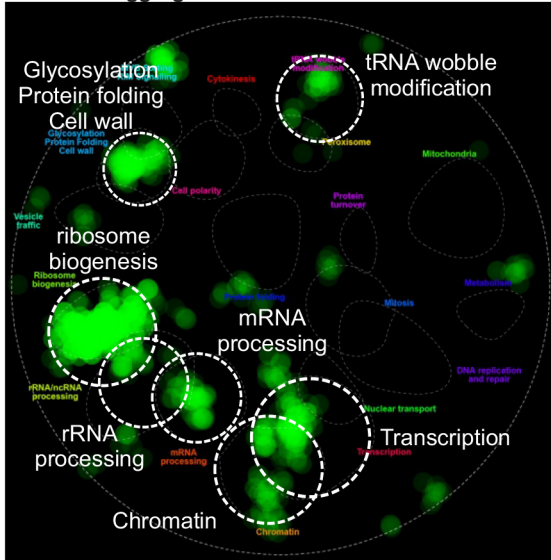 Glycosylation
Protein folding
Cell wall
tRNA wobble
modification
Cytokinesis
Glycosylation
Protein Folding
Cell wall
Peroxisome
Mitochondria
Cell polarity
Protein
turnover
Vesicle
traffic
ribosome
biogenesis
Ribosome
biogenesis
Metabolism
Protein folding
Mitosis
mRNA
processing
DNA replication
and repair
rRNA/ncRNA
processing
Nuclear transport
rRNA
processing
mRNA
processing
Transcription
Transcription
Chromatin
Chromatin